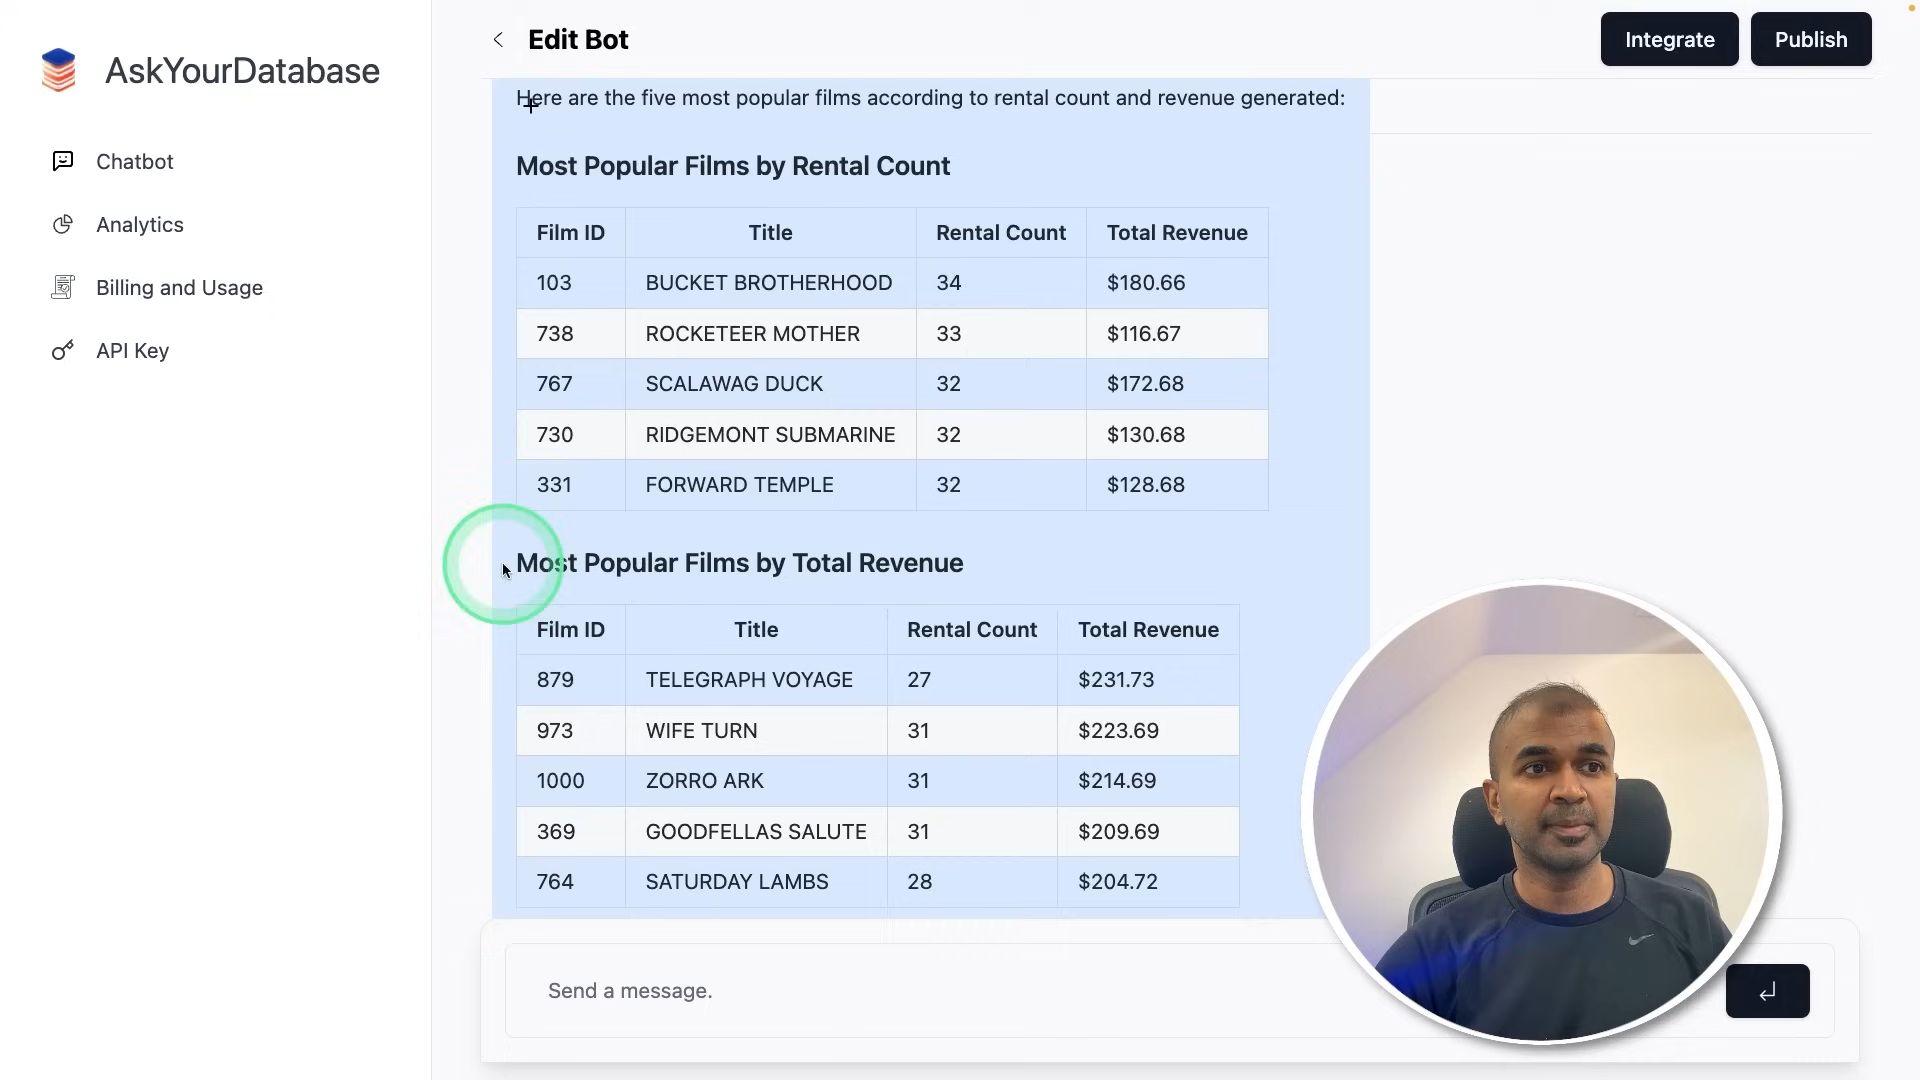 AskYourDatabase
Chatbot
Analytics
Billing and Usage
API Key
Edit Bot
Integrate
Publish
Here are the five most popular films according to rental count and revenue generated:
Most Popular Films by Rental Count
Film ID Title Rental Count Total Revenue
103 BUCKET BROTHERHOOD 34 $180.66
738 ROCKETEER MOTHER 33 $116.67
767 SCALAWAG DUCK 32 $172.68
730 RIDGEMONT SUBMARINE 32 $130.68
331 FORWARD TEMPLE 32 $128.68
Most Popular Films by Total Revenue
Film ID Title Rental Count Total Revenue
879 TELEGRAPH VOYAGE 27 $231.73
973 WIFE TURN 31 $223.69
1000 ZORRO ARK 31 $214.69
369 GOODFELLAS SALUTE 31 $209.69
764 SATURDAY LAMBS 28 $204.72
Send a message.